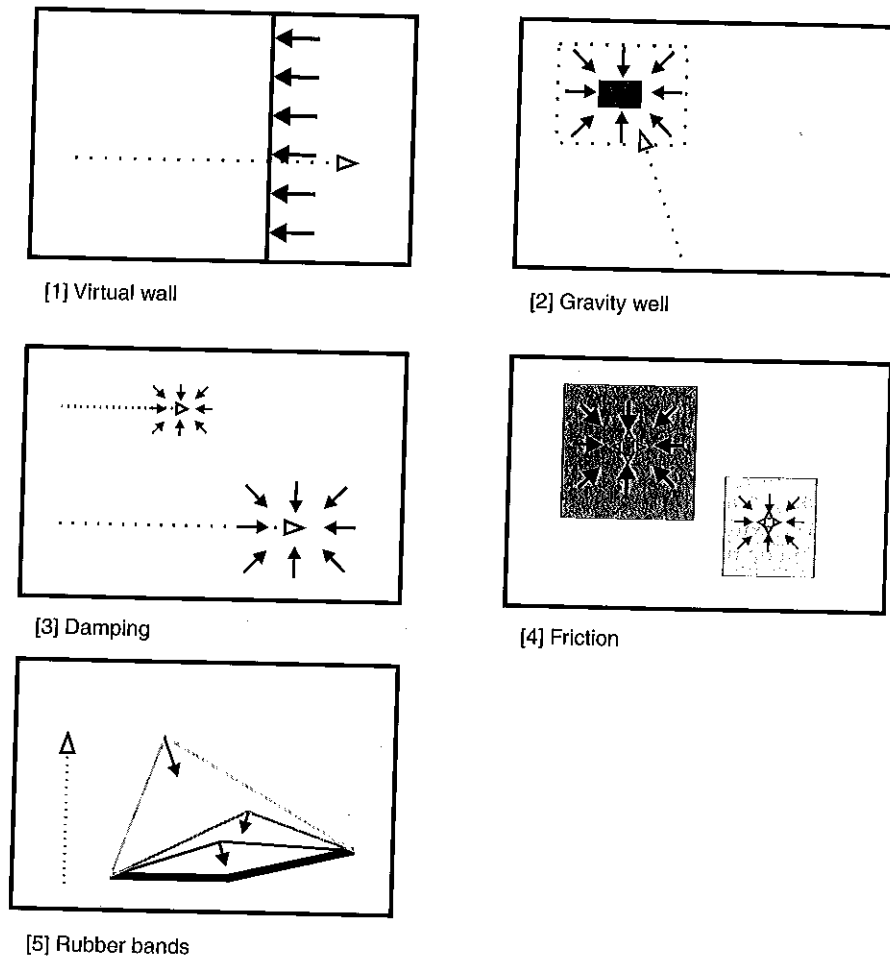 [1] Virtual wall
[2] Gravity well
[3] Damping
[4] Friction
[5] Rubber bands